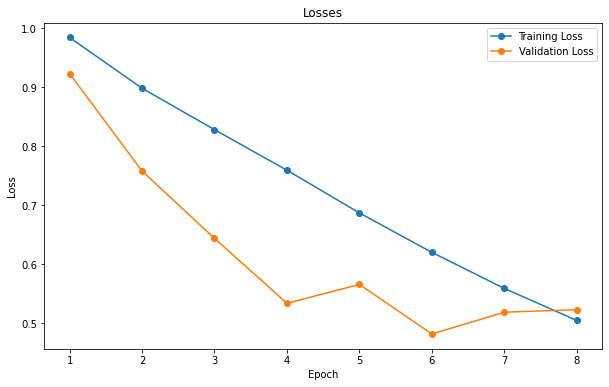 Losses
Training Loss
Validation Loss
1.0
0.9
0.8
0.7
0.6
0.5
Loss
1 2 3 4 5 6 7 8
Epoch